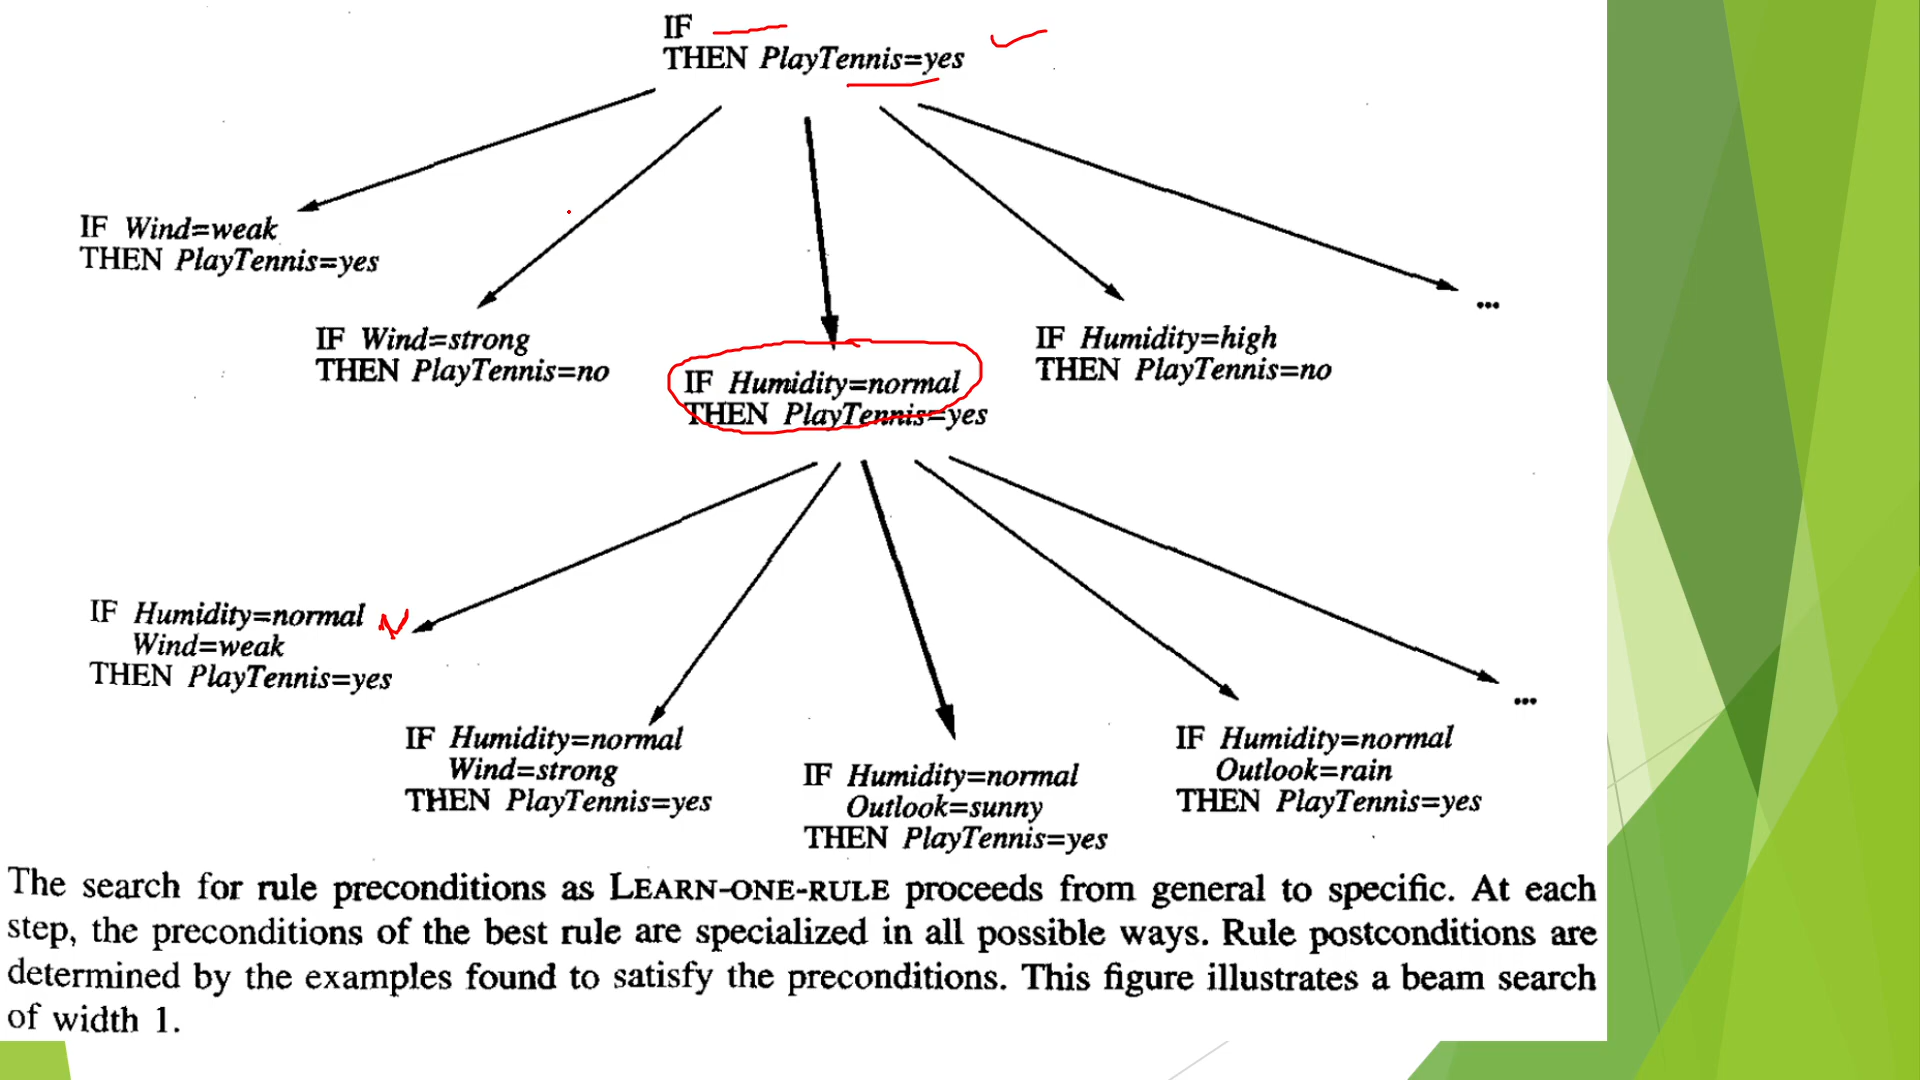 IF
THEN PlayTennis=yes
IF Wind=weak
THEN PlayTennis=yes
...
IF Wind=strong
THEN PlayTennis=no
IF Humidity=normal
THEN PlayTennis=yes
IF Humidity=high
THEN PlayTennis=no
IF Humidity=normal
Wind=weak
THEN PlayTennis=yes
N
...
IF Humidity=normal
Wind=strong
THEN PlayTennis=yes
IF Humidity=normal
Outlook=sunny
THEN PlayTennis=yes
IF Humidity=normal
Outlook=rain
THEN PlayTennis=yes
The search for rule preconditions as LEARN-ONE-RULE proceeds from general to specific. At each
step, the preconditions of the best rule are specialized in all possible ways. Rule postconditions are
determined by the examples found to satisfy the preconditions. This figure illustrates a beam search
of width 1.